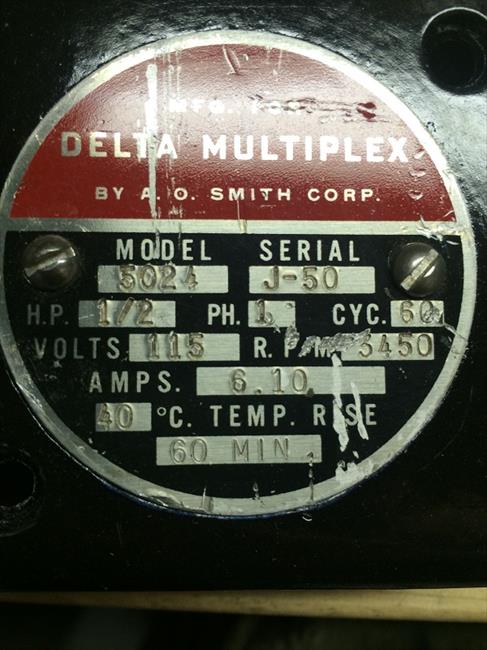 MFG. FOR
DELTA MULTIPLEX
BY A. O. SMITH CORP.
MODEL SERIAL
5024 J-50
H.P. 1/2 PH. 1 CYC. 60
VOLTS 115 R.P.M. 3450
AMPS. 6.10
40 °C. TEMP. RISE
60 MIN.